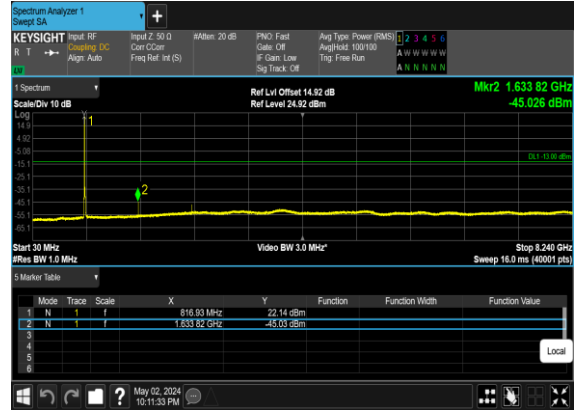 Spectrum Analyzer 1
Swept SA
+
KEYSIGHT Input: RF Input Z: 50 Ω #Atten: 20 dB PNO: Fast Avg Type: Power (RMS) 1 2 3 4 5 6
R T Coupling: DC Corr CCorr Gate: Off Avg|Hold: 100/100 A W W W W W
Align: Auto Freq Ref: Int (S) IF Gain: Low Trig: Free Run
LNI Sig Track: Off A N N N N N
1 Spectrum Ref Lvl Offset 14.92 dB Mkr2 1.633 82 GHz
Scale/Div 10 dB Ref Level 24.92 dBm -45.026 dBm
Log
14.9 1
4.92
-5.08
-15.1 DL1 -13.00 dBm
-25.1
-35.1 2
-45.1
-55.1
-65.1
Start 30 MHz Video BW 3.0 MHz* Stop 8.240 GHz
#Res BW 1.0 MHz Sweep 16.0 ms (40001 pts)
5 Marker Table
Mode Trace Scale X Y Function Function Width Function Value
1 N 1 f 816.93 MHz 22.14 dBm
2 N 1 f 1.633 82 GHz -45.03 dBm
3
4
5
6
Local
? May 02, 2024
10:11:33 PM